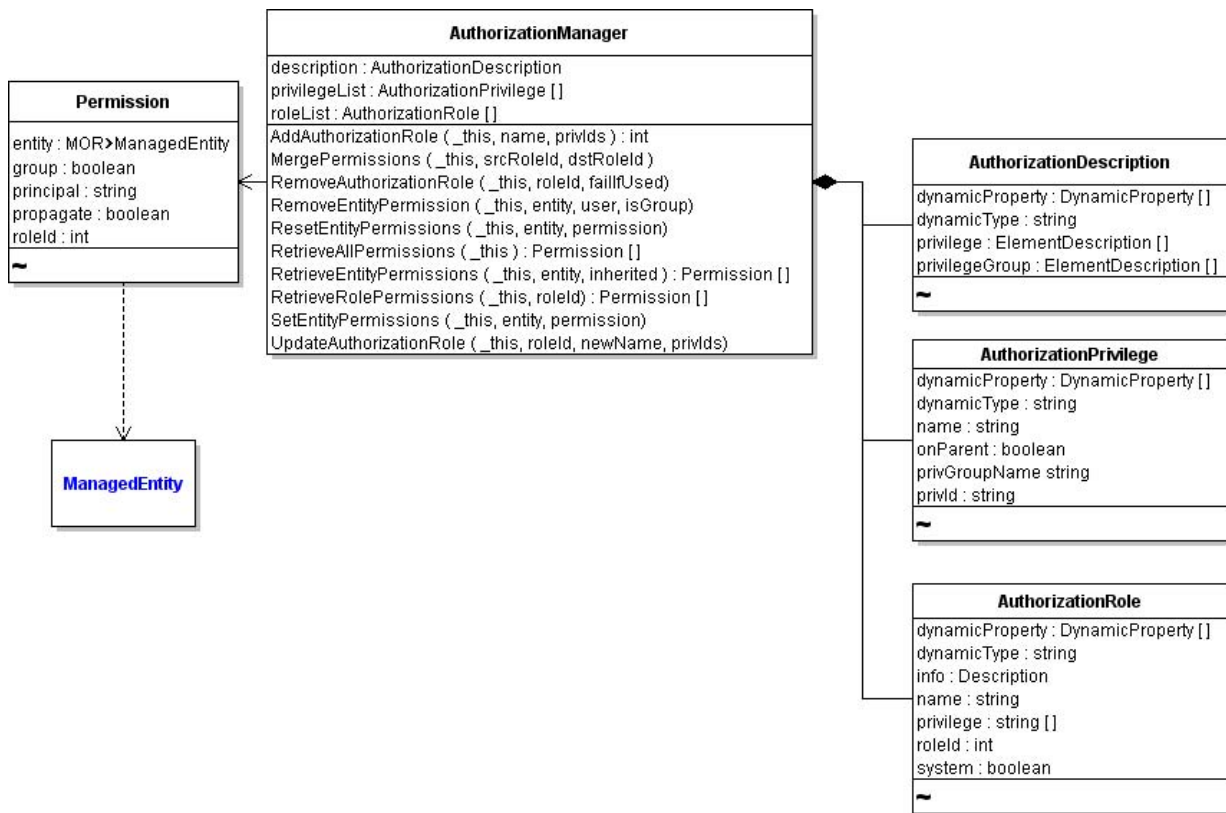 AuthorizationManager
description : AuthorizationDescription
privilegeList : AuthorizationPrivilege [ ]
roleList : AuthorizationRole [ ]
AddAuthorizationRole ( _this, name, privIds ) : int
MergePermissions ( _this, srcRoleId, dstRoleId )
RemoveAuthorizationRole ( _this, roleId, failIfUsed)
RemoveEntityPermission ( _this, entity, user, isGroup)
ResetEntityPermissions ( _this, entity, permission)
RetrieveAllPermissions ( _this ) : Permission [ ]
RetrieveEntityPermissions ( _this, entity, inherited ) : Permission [ ]
RetrieveRolePermissions ( _this, roleId) : Permission [ ]
SetEntityPermissions ( _this, entity, permission)
UpdateAuthorizationRole ( _this, roleId, newName, privIds)
Permission
entity : MOR>ManagedEntity
group : boolean
principal : string
propagate : boolean
roleId : int
~
ManagedEntity
AuthorizationDescription
dynamicProperty : DynamicProperty [ ]
dynamicType : string
privilege : ElementDescription [ ]
privilegeGroup : ElementDescription [ ]
~
AuthorizationPrivilege
dynamicProperty : DynamicProperty [ ]
dynamicType : string
name : string
onParent : boolean
privGroupName string
privId : string
~
AuthorizationRole
dynamicProperty : DynamicProperty [ ]
dynamicType : string
info : Description
name : string
privilege : string [ ]
roleId : int
system : boolean
~